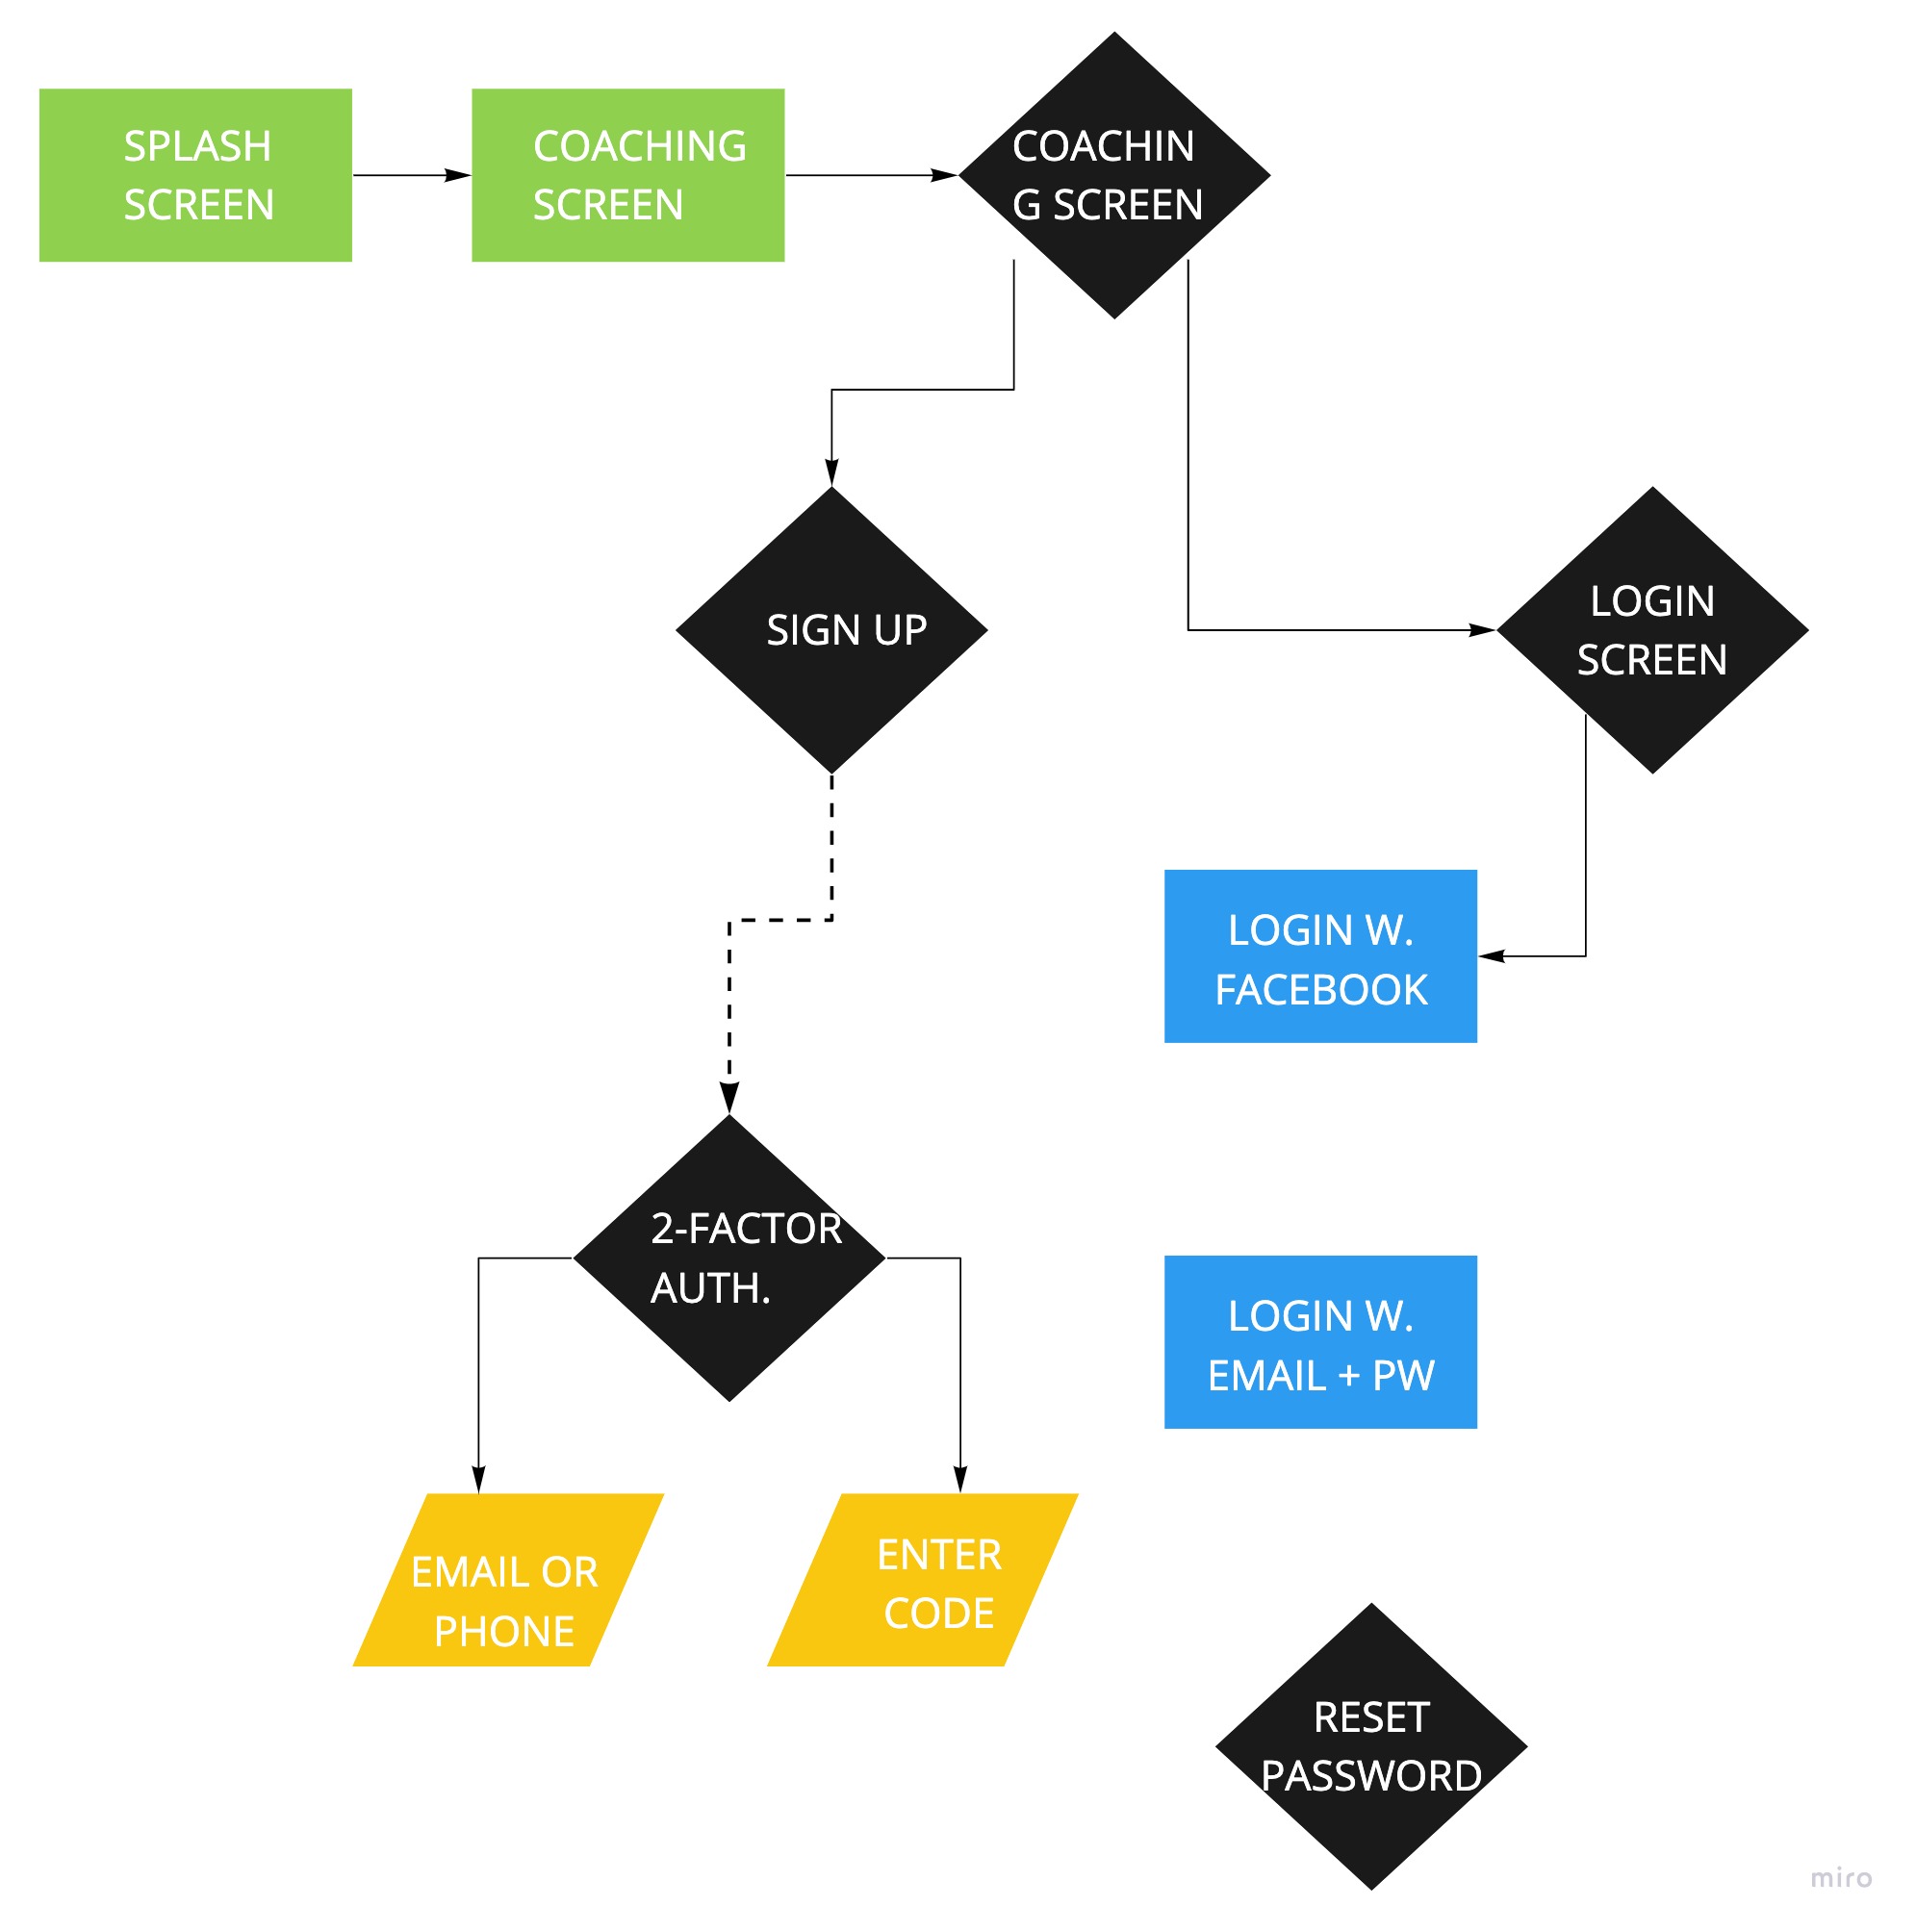 SPLASH
SCREEN
COACHING
SCREEN
COACHIN
G SCREEN
SIGN UP
LOGIN
SCREEN
LOGIN W.
FACEBOOK
2-FACTOR
AUTH.
LOGIN W.
EMAIL + PW
EMAIL OR
PHONE
ENTER
CODE
RESET
PASSWORD
miro